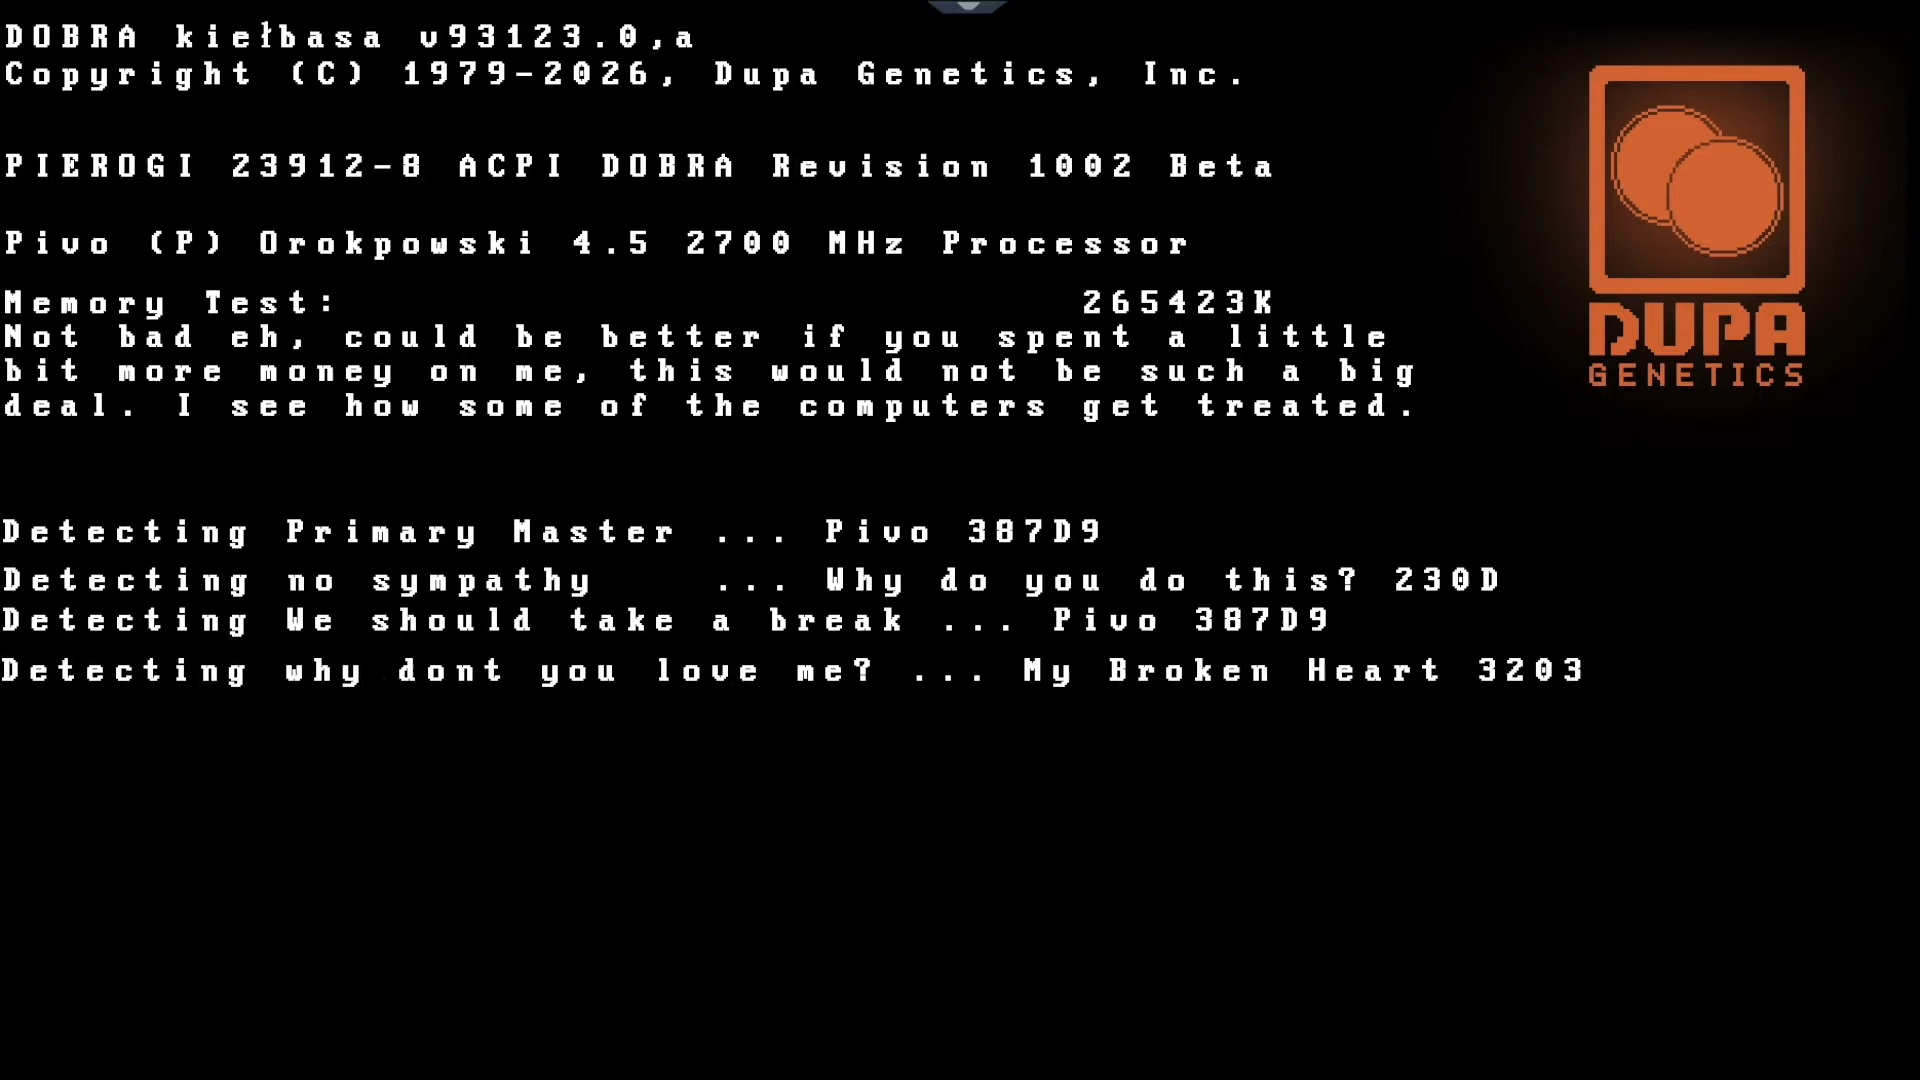 DOBRA kiełbasa v93123.0,a
Copyright (C) 1979-2026, Dupa Genetics, Inc.
PIEROGI 23912-8 ACPI DOBRA Revision 1002 Beta
Pivo (P) Orokpowski 4.5 2700 MHz Processor
Memory Test: 265423K
Not bad eh, could be better if you spent a little
bit more money on me, this would not be such a big
deal. I see how some of the computers get treated.
Detecting Primary Master ... Pivo 387D9
Detecting no sympathy ... Why do you do this? 230D
Detecting We should take a break ... Pivo 387D9
Detecting why dont you love me? ... My Broken Heart 3203
DUPA
GENETICS